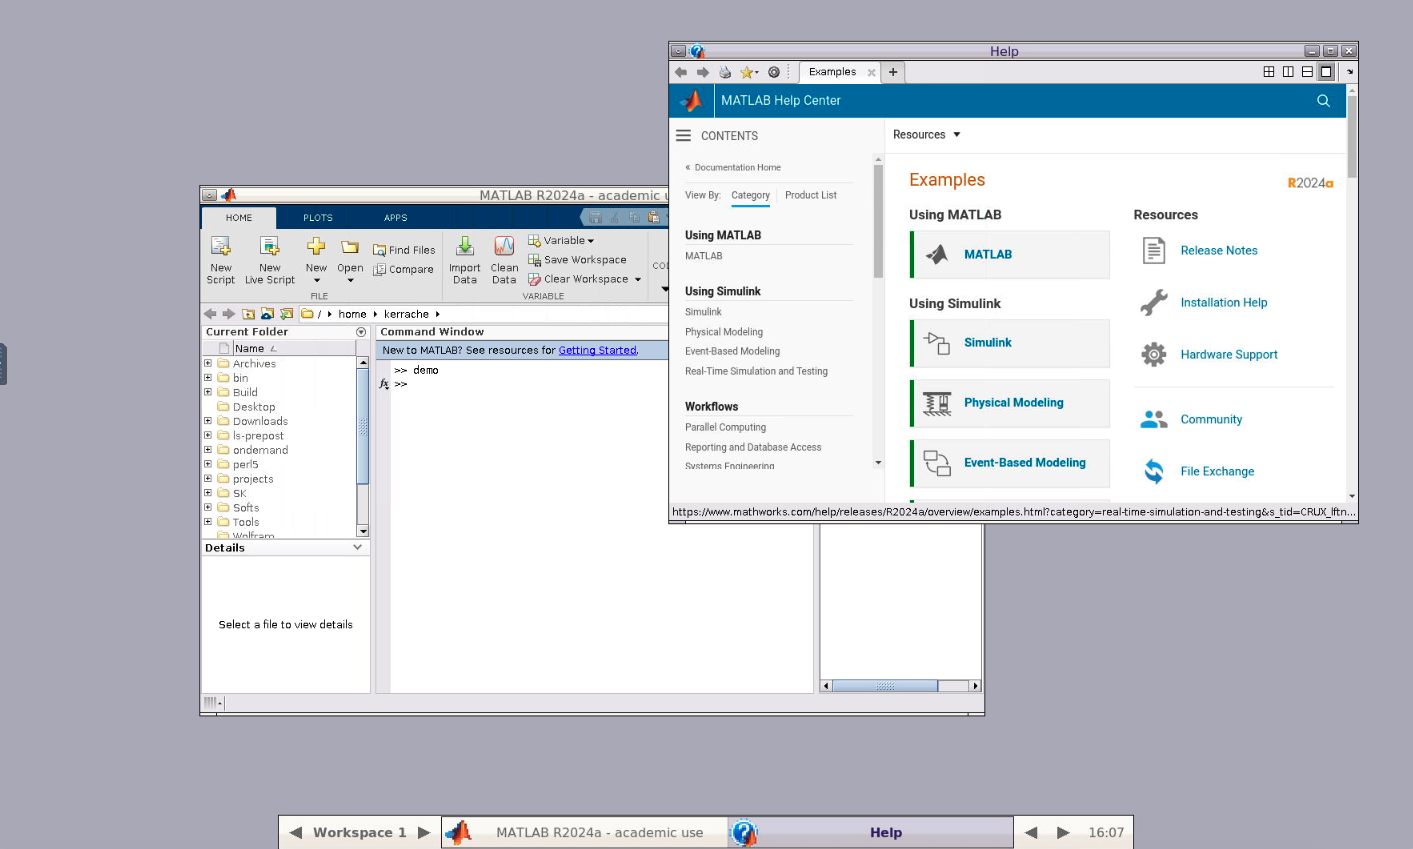 Help
Examples
MATLAB Help Center
CONTENTS
Resources
« Documentation Home
View By: Category Product List
Using MATLAB
MATLAB
Using Simulink
Simulink
Physical Modeling
Event-Based Modeling
Real-Time Simulation and Testing
Workflows
Parallel Computing
Reporting and Database Access
Systems Engineering
Examples
R2024a
Using MATLAB
MATLAB
Using Simulink
Simulink
Physical Modeling
Event-Based Modeling
Resources
Release Notes
Installation Help
Hardware Support
Community
File Exchange
https://www.mathworks.com/help/releases/R2024a/overview/examples.html?category=real-time-simulation-and-testing&s_tid=CRUX_lftn...
MATLAB R2024a - academic u
HOME PLOTS APPS
New Script
New Live Script
New
Open
Find Files
Compare
FILE
Import Data
Clean Data
Variable
Save Workspace
Clear Workspace
VARIABLE
CO
/ home kerrache
Current Folder
Name
Archives
bin
Build
Desktop
Downloads
ls-prepost
ondemand
perl5
projects
SK
Softs
Tools
Wolfram
Details
Select a file to view details
Command Window
New to MATLAB? See resources for Getting Started.
>> demo
fx >>
Workspace 1
MATLAB R2024a - academic use
Help
16:07